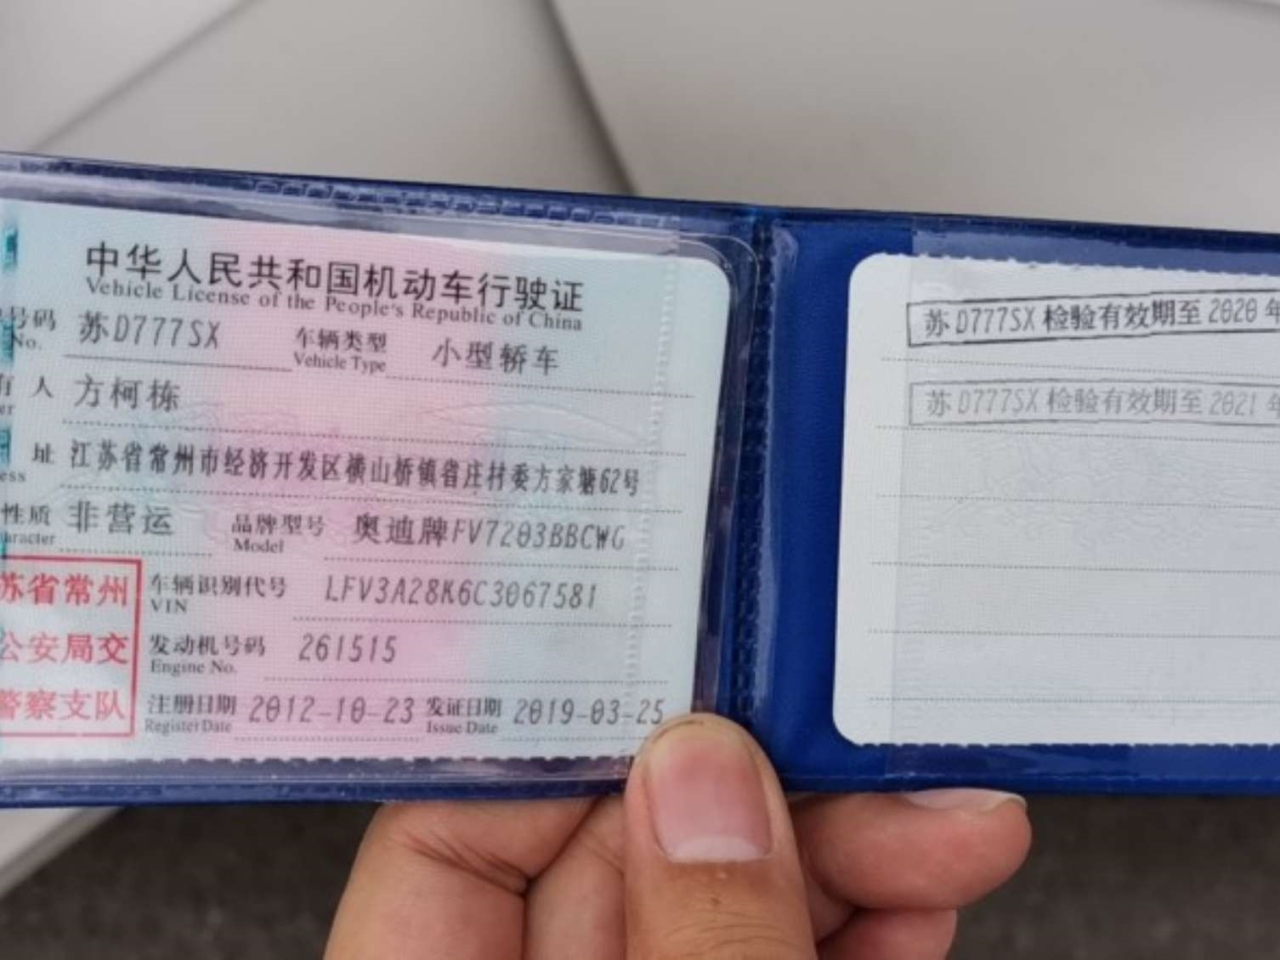 中华人民共和国机动车行驶证
Vehicle License of the People's Republic of China
号码 苏D777SX 车辆类型 小型轿车
No. Vehicle Type
人 方柯栋
址 江苏省常州市经济开发区横山桥镇省庄村委方家塘62号
性质 非营运 品牌型号 奥迪牌FV7203BBCWG
Model
苏省常州
公安局交
警察支队
车辆识别代号 LFV3A28K6C3067581
VIN
发动机号码 261515
Engine No.
注册日期 2012-10-23 发证日期 2019-03-25
Register Date Issue Date
苏D777SX检验有效期至2020年
苏D777SX检验有效期至2021年